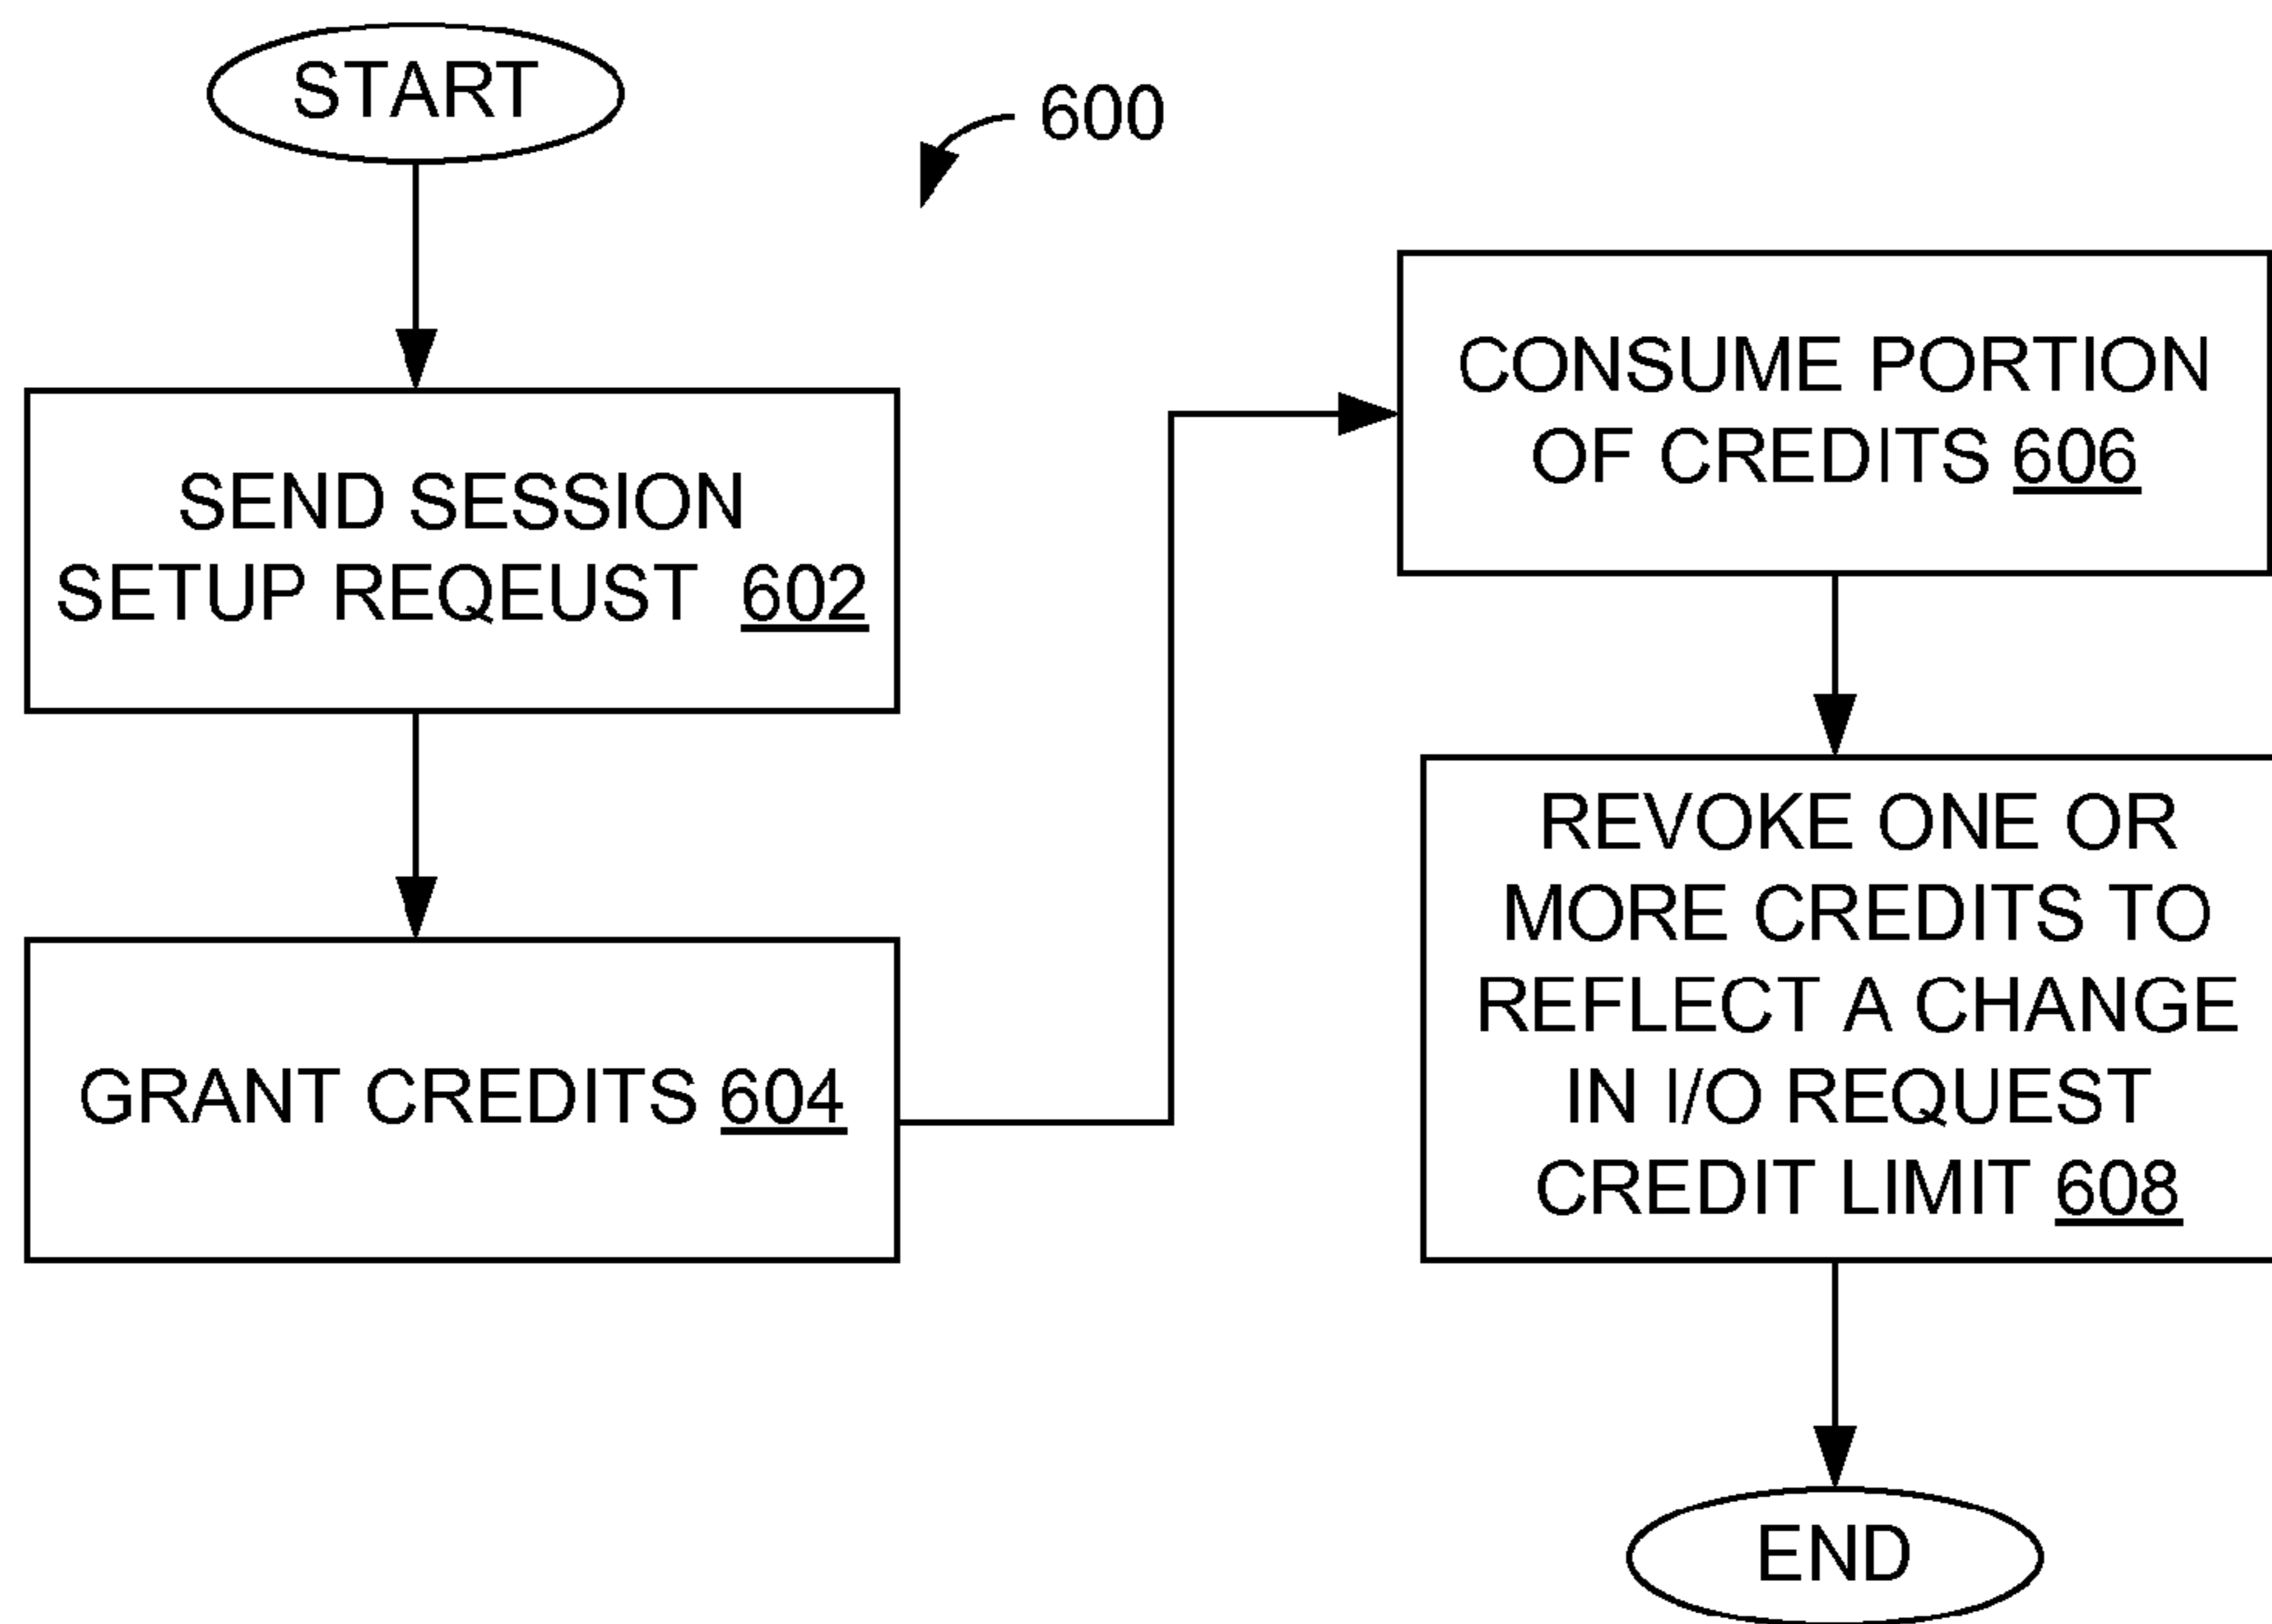 START
600
SEND SESSION
SETUP REQEUST 602
GRANT CREDITS 604
CONSUME PORTION
OF CREDITS 606
REVOKE ONE OR
MORE CREDITS TO
REFLECT A CHANGE
IN I/O REQUEST
CREDIT LIMIT 608
END